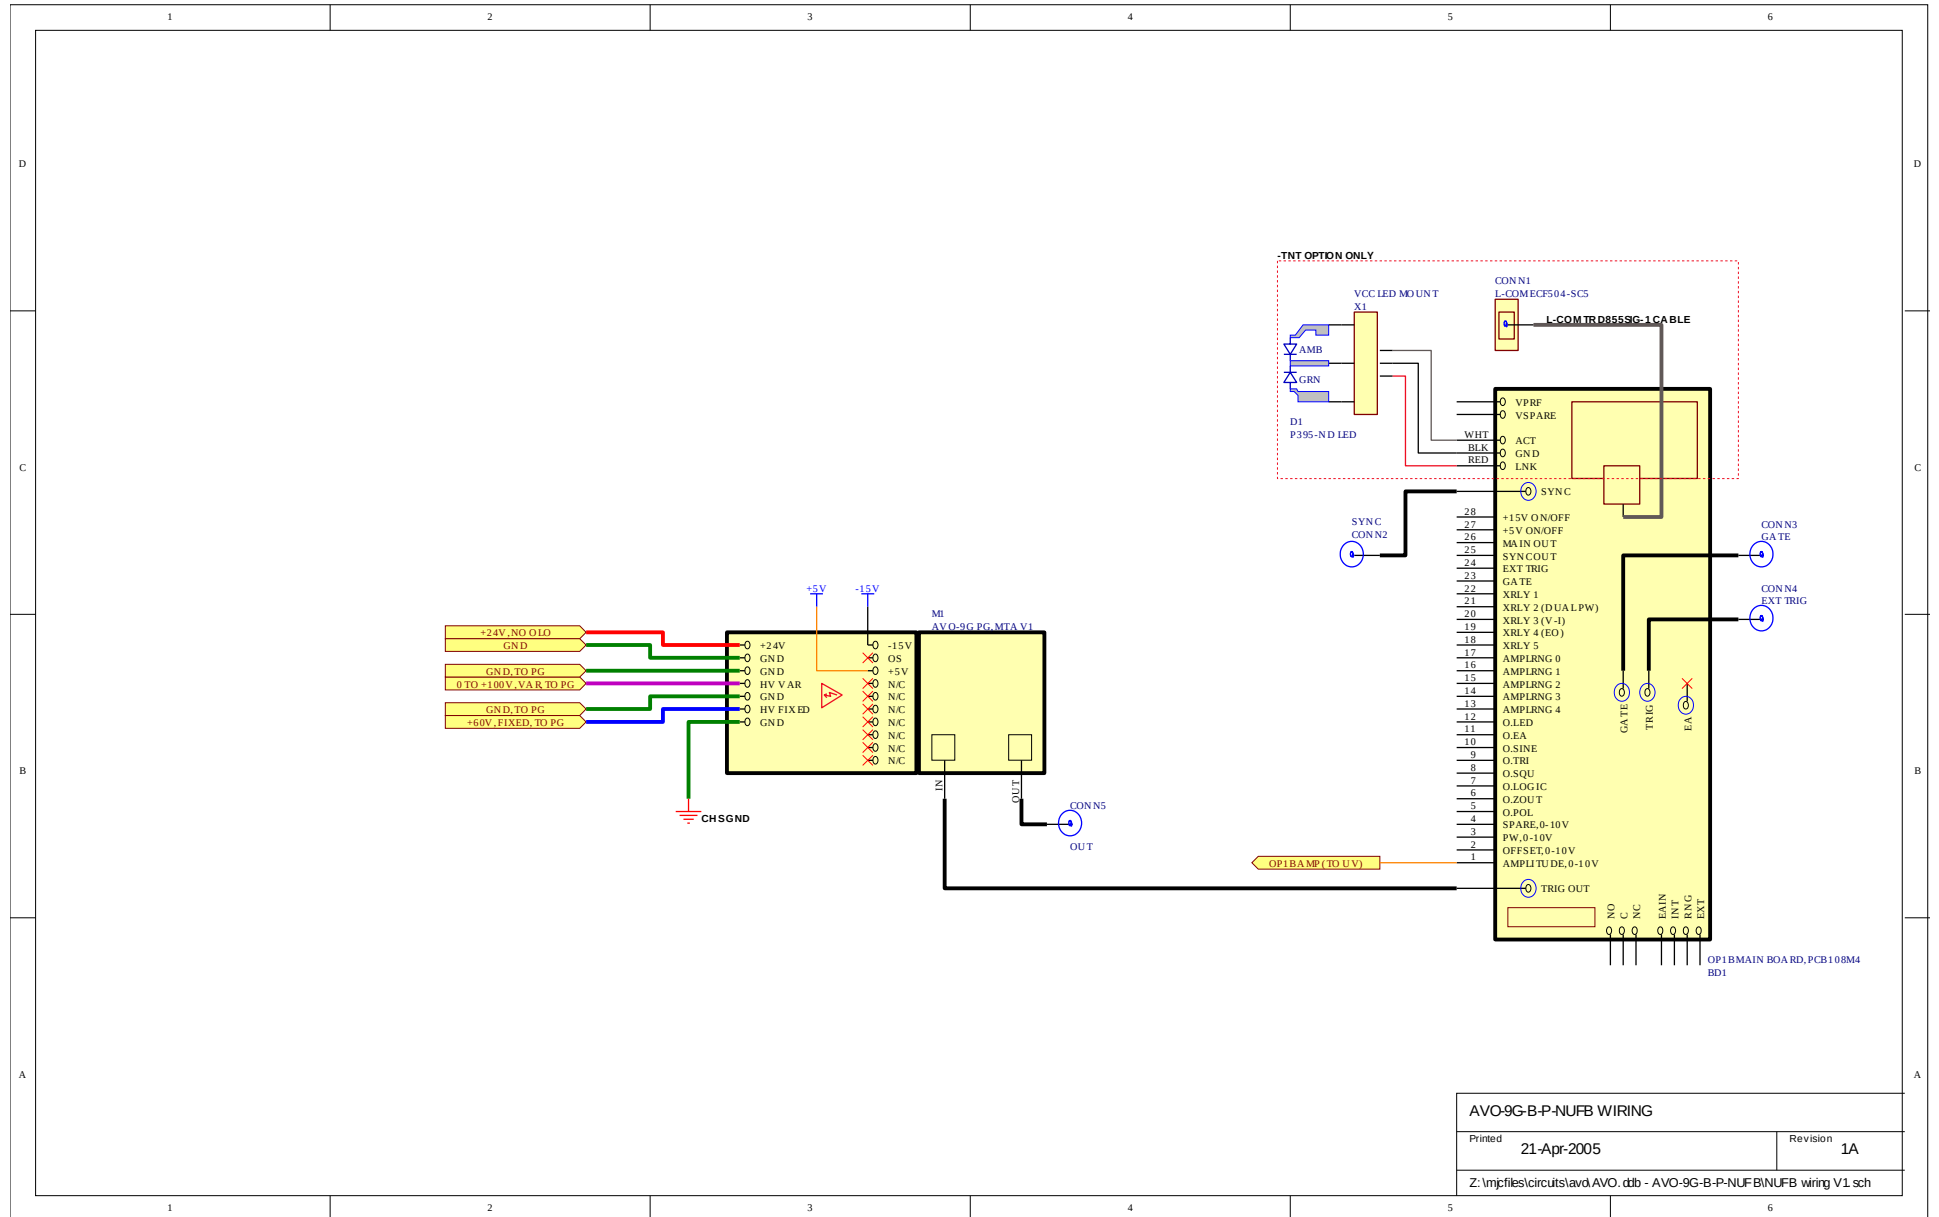 1 2 3 4 5 6
D D
-TNT OPTION ONLY
CONN1
L-COM ECF504-SC5
VCC LED MOUNT
X1
L-COM TRD855SIG-1 CABLE
AMB
GRN
D1
P395-ND LED
C C
VPRF
VSPARE
WHT ACT
BLK GND
RED LNK
SYNC
SYNC
CONN2
CONN3
GATE
CONN4
EXT TRIG
28 +15V ON/OFF
27 +5V ON/OFF
26 MAIN OUT
25 SYNC OUT
24 EXT TRIG
23 GATE
22 XRLY 1
21 XRLY 2 (DUAL PW)
20 XRLY 3 (V-I)
19 XRLY 4 (EO)
18 XRLY 5
17 AMPLRNG 0
16 AMPLRNG 1
15 AMPLRNG 2
14 AMPLRNG 3
13 AMPLRNG 4
12 O.LED
11 O.EA
10 O.SINE
9 O.TRI
8 O.SQU
7 O.LOGIC
6 O.ZOUT
5 O.POL
4 SPARE, 0-10V
3 PW, 0-10V
2 OFFSET, 0-10V
1 AMPLITUDE, 0-10V
GATE
TRIG
EA
TRIG OUT
OP1B AMP (TO UV)
NO
C
NC
EA IN
INT
RNG
EXT
OP1B MAIN BOARD, PCB108M4
BD1
+5V -15V
M1
AVO-9G PG, MTA V1
+24V, NO OLO
GND
GND, TO PG
0 TO +100V, VAR, TO PG
GND, TO PG
+60V, FIXED, TO PG
+24V
GND
GND
HV VAR
GND
HV FIXED
GND
-15V
OS
+5V
N/C
N/C
N/C
N/C
N/C
N/C
N/C
IN
OUT
CONN5
OUT
CHSGND
B B
A A
AVO-9G-B-P-NUFB WIRING
Printed 21-Apr-2005
Revision 1A
Z:\mjcfiles\circuits\avo\AVO.ddb - AVO-9G-B-P-NUFB\NUFB wiring V1.sch
1 2 3 4 5 6